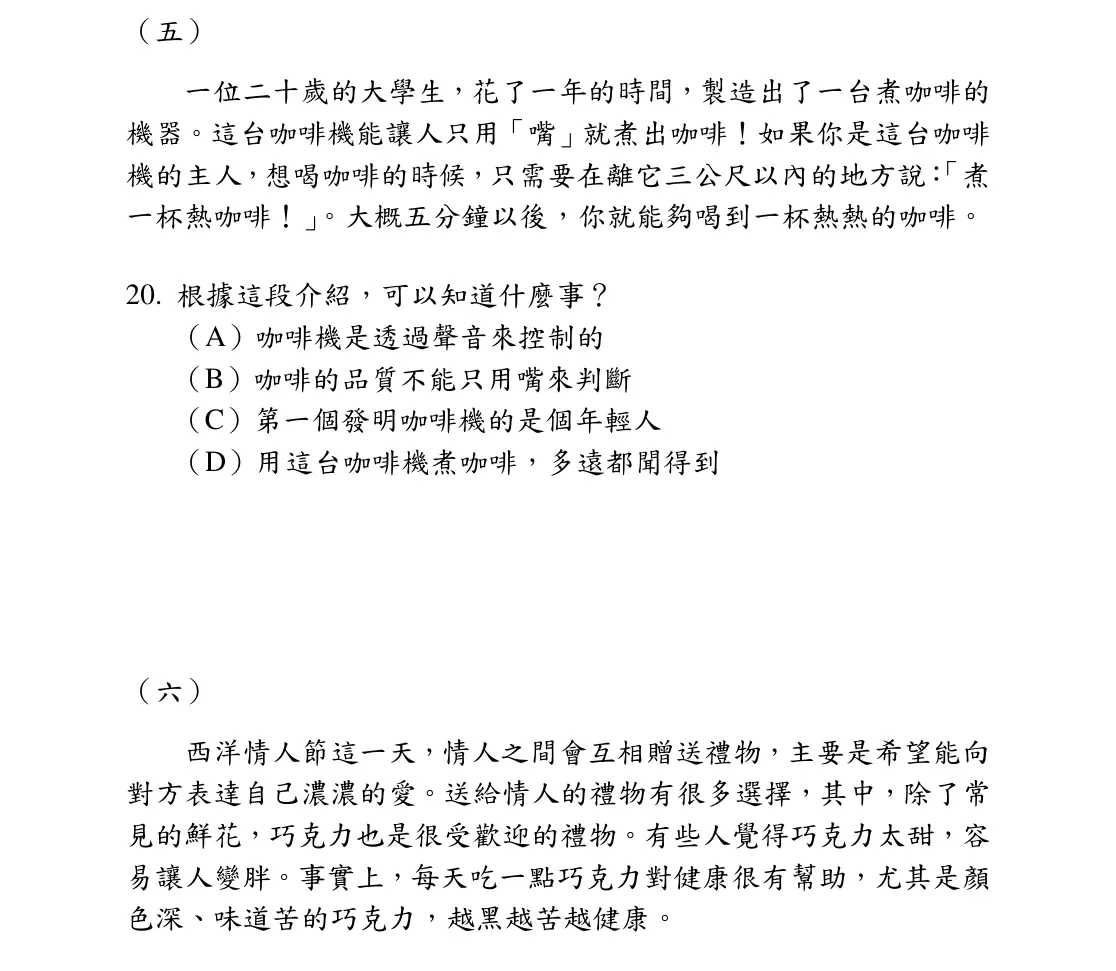 （五）
一位二十歲的大學生，花了一年的時間，製造出了一台煮咖啡的
機器。這台咖啡機能讓人只用「嘴」就煮出咖啡！如果你是這台咖啡
機的主人，想喝咖啡的時候，只需要在離它三公尺以內的地方說：「煮
一杯熱咖啡！」。大概五分鐘以後，你就能夠喝到一杯熱熱的咖啡。
20. 根據這段介紹，可以知道什麼事？
（A）咖啡機是透過聲音來控制的
（B）咖啡的品質不能只用嘴來判斷
（C）第一個發明咖啡機的是個年輕人
（D）用這台咖啡機煮咖啡，多遠都聞得到
（六）
西洋情人節這一天，情人之間會互相贈送禮物，主要是希望能向
對方表達自己濃濃的愛。送給情人的禮物有很多選擇，其中，除了常
見的鮮花，巧克力也是很受歡迎的禮物。有些人覺得巧克力太甜，容
易讓人變胖。事實上，每天吃一點巧克力對健康很有幫助，尤其是顏
色深、味道苦的巧克力，越黑越苦越健康。